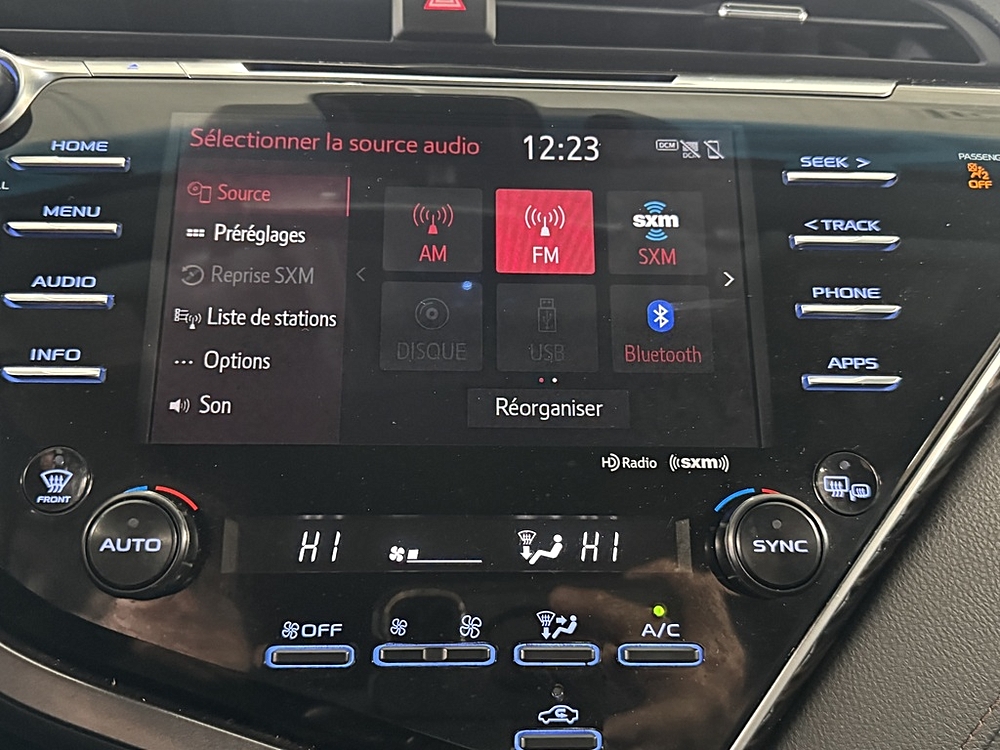 Sélectionner la source audio
12:23
DCM
DCM
HOME
MENU
AUDIO
INFO
Source
Préréglages
Reprise SXM
Liste de stations
Options
Son
AM
FM
sxm
SXM
DISQUE
USB
Bluetooth
Réorganiser
SEEK >
< TRACK
PHONE
APPS
OFF
HD Radio
((sxm))
FRONT
AUTO
HI
HI
SYNC
OFF
A/C